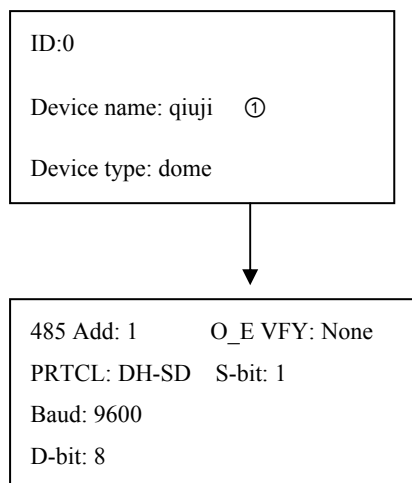 ID:0
Device name: qiuji ①
Device type: dome
485 Add: 1 O_E VFY: None
PRTCL: DH-SD S-bit: 1
Baud: 9600
D-bit: 8